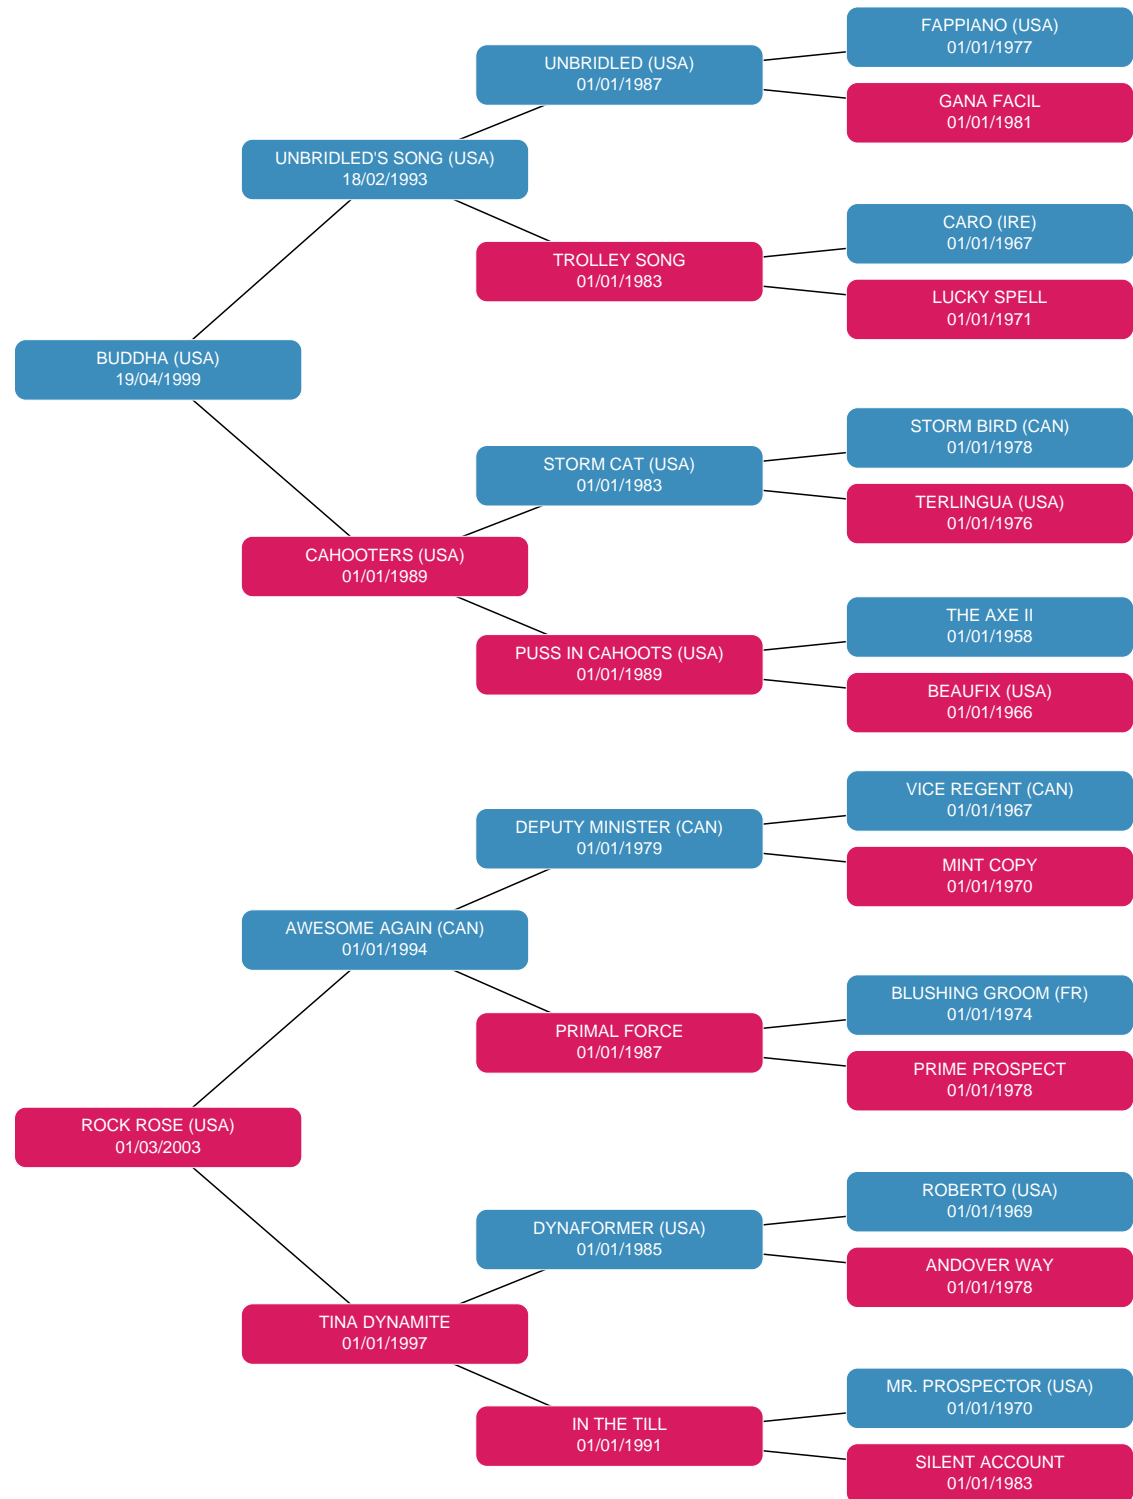 FAPPIANO (USA)
01/01/1977
UNBRIDLED (USA)
01/01/1987
GANA FACIL
01/01/1981
UNBRIDLED'S SONG (USA)
18/02/1993
CARO (IRE)
01/01/1967
TROLLEY SONG
01/01/1983
LUCKY SPELL
01/01/1971
BUDDHA (USA)
19/04/1999
STORM BIRD (CAN)
01/01/1978
STORM CAT (USA)
01/01/1983
TERLINGUA (USA)
01/01/1976
CAHOOTERS (USA)
01/01/1989
THE AXE II
01/01/1958
PUSS IN CAHOOTS (USA)
01/01/1989
BEAUFIX (USA)
01/01/1966
VICE REGENT (CAN)
01/01/1967
DEPUTY MINISTER (CAN)
01/01/1979
MINT COPY
01/01/1970
AWESOME AGAIN (CAN)
01/01/1994
BLUSHING GROOM (FR)
01/01/1974
PRIMAL FORCE
01/01/1987
PRIME PROSPECT
01/01/1978
ROCK ROSE (USA)
01/03/2003
ROBERTO (USA)
01/01/1969
DYNAFORMER (USA)
01/01/1985
ANDOVER WAY
01/01/1978
TINA DYNAMITE
01/01/1997
MR. PROSPECTOR (USA)
01/01/1970
IN THE TILL
01/01/1991
SILENT ACCOUNT
01/01/1983